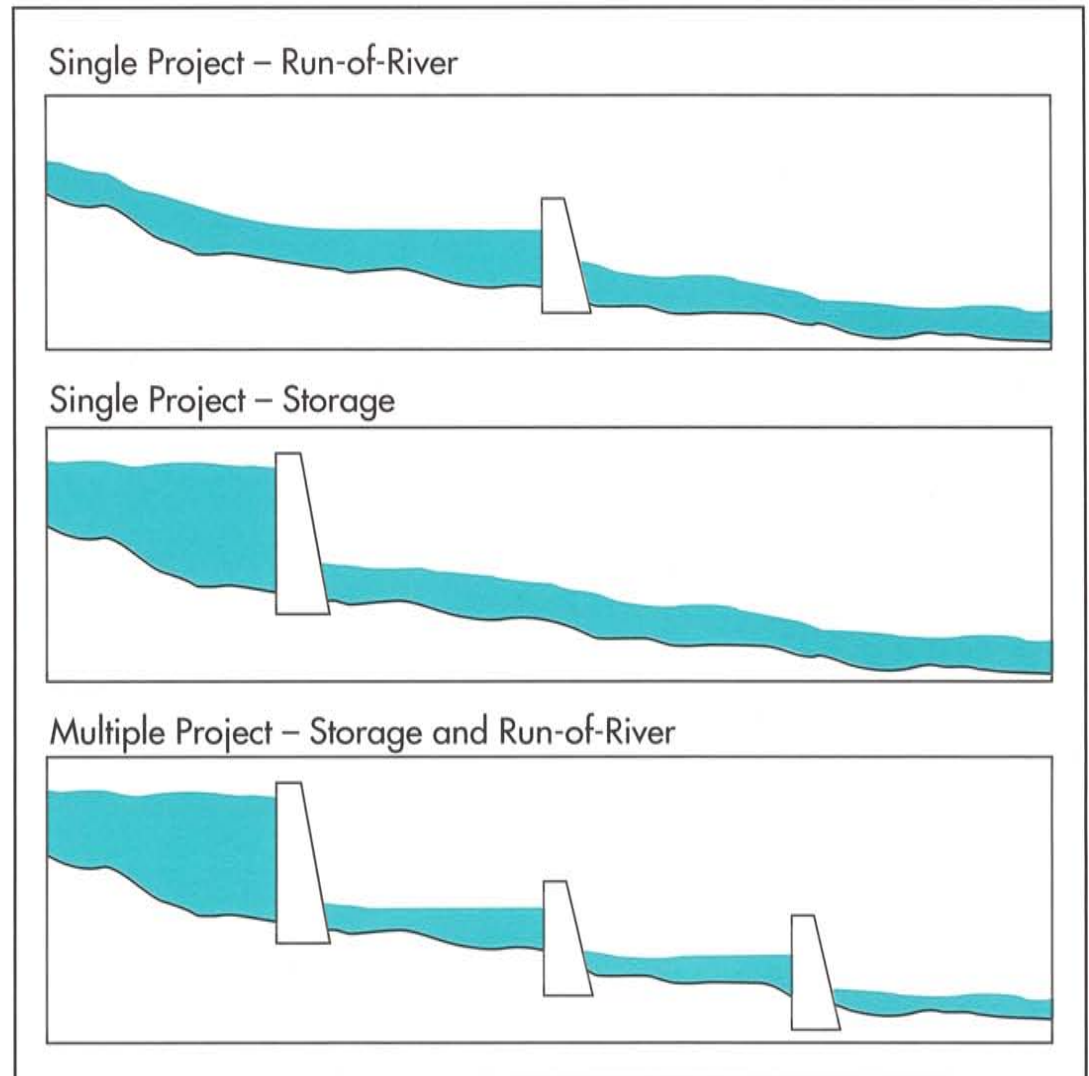 Single Project – Run-of-River
Single Project – Storage
Multiple Project – Storage and Run-of-River